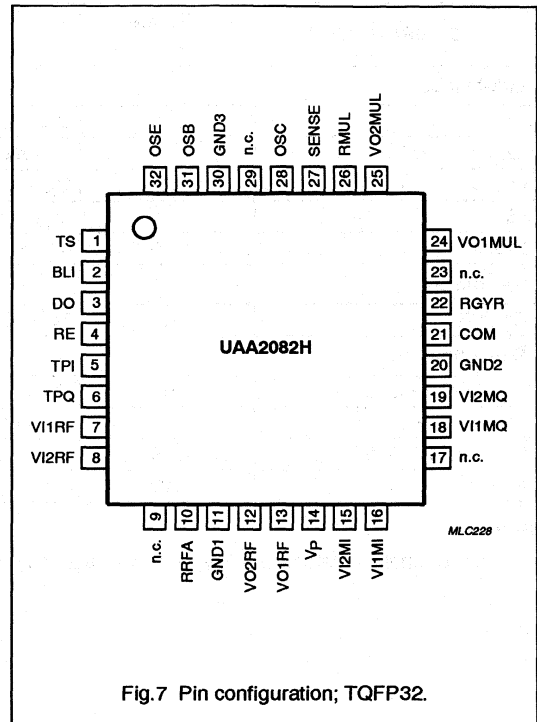 OSE OSB GND3 n.c. OSC SENSE RMUL VO2MUL
32 31 30 29 28 27 26 25
TS 1
BLI 2
DO 3
RE 4
TPI 5
TPQ 6
VI1RF 7
VI2RF 8
UAA2082H
24 VO1MUL
23 n.c.
22 RGYR
21 COM
20 GND2
19 VI2MQ
18 VI1MQ
17 n.c.
9 10 11 12 13 14 15 16
n.c. RRFA GND1 VO2RF VO1RF VP VI2MI VI1MI
MLC228
Fig.7 Pin configuration; TQFP32.